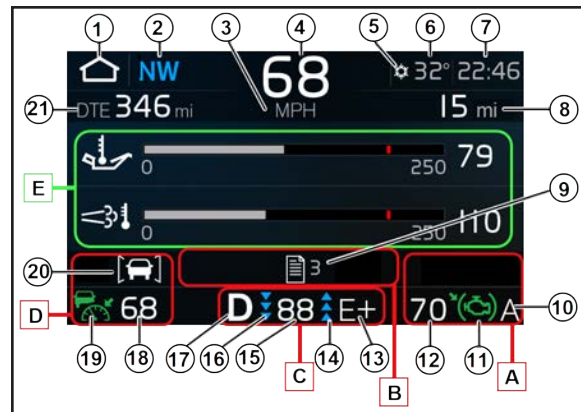 1 2 3 4 5 6 7
NW 68 32° 22:46
21 DTE 346 mi MPH 15 mi 8
0 250 79
E 9
0 250 110
20 3
D 68 D 88 E+ 70 A 10
19 18 17 16 15 14 13 12 11
C B A